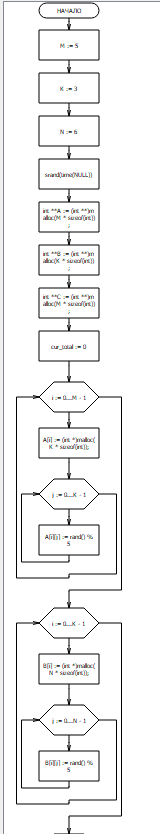 НАЧАЛО
M := 5
K := 3
N := 6
srand(time(NULL))
int **A := (int **)m
alloc(M * sizeof(int))
;
int **B := (int **)m
alloc(K * sizeof(int))
;
int **C := (int **)m
alloc(M * sizeof(int))
;
cur_total := 0
i := 0...M - 1
A[i] := (int *)malloc(
K * sizeof(int));
j := 0...K - 1
A[i][j] := rand() %
5
i := 0...K - 1
B[i] := (int *)malloc(
N * sizeof(int));
j := 0...N - 1
B[i][j] := rand() %
5